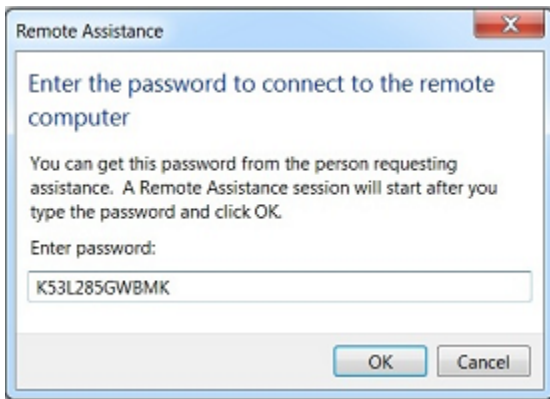 Remote Assistance
Enter the password to connect to the remote
computer
You can get this password from the person requesting
assistance. A Remote Assistance session will start after you
type the password and click OK.
Enter password:
K53L285GWBMK
OK Cancel